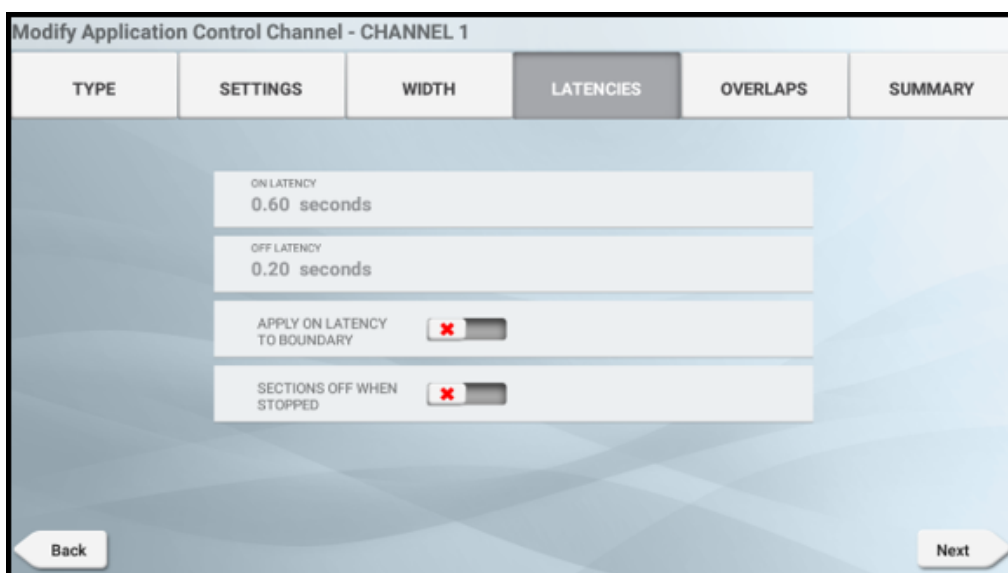 Modify Application Control Channel - CHANNEL 1
TYPE SETTINGS WIDTH LATENCIES OVERLAPS SUMMARY
ON LATENCY
0.60 seconds
OFF LATENCY
0.20 seconds
APPLY ON LATENCY
TO BOUNDARY
SECTIONS OFF WHEN
STOPPED
Back Next